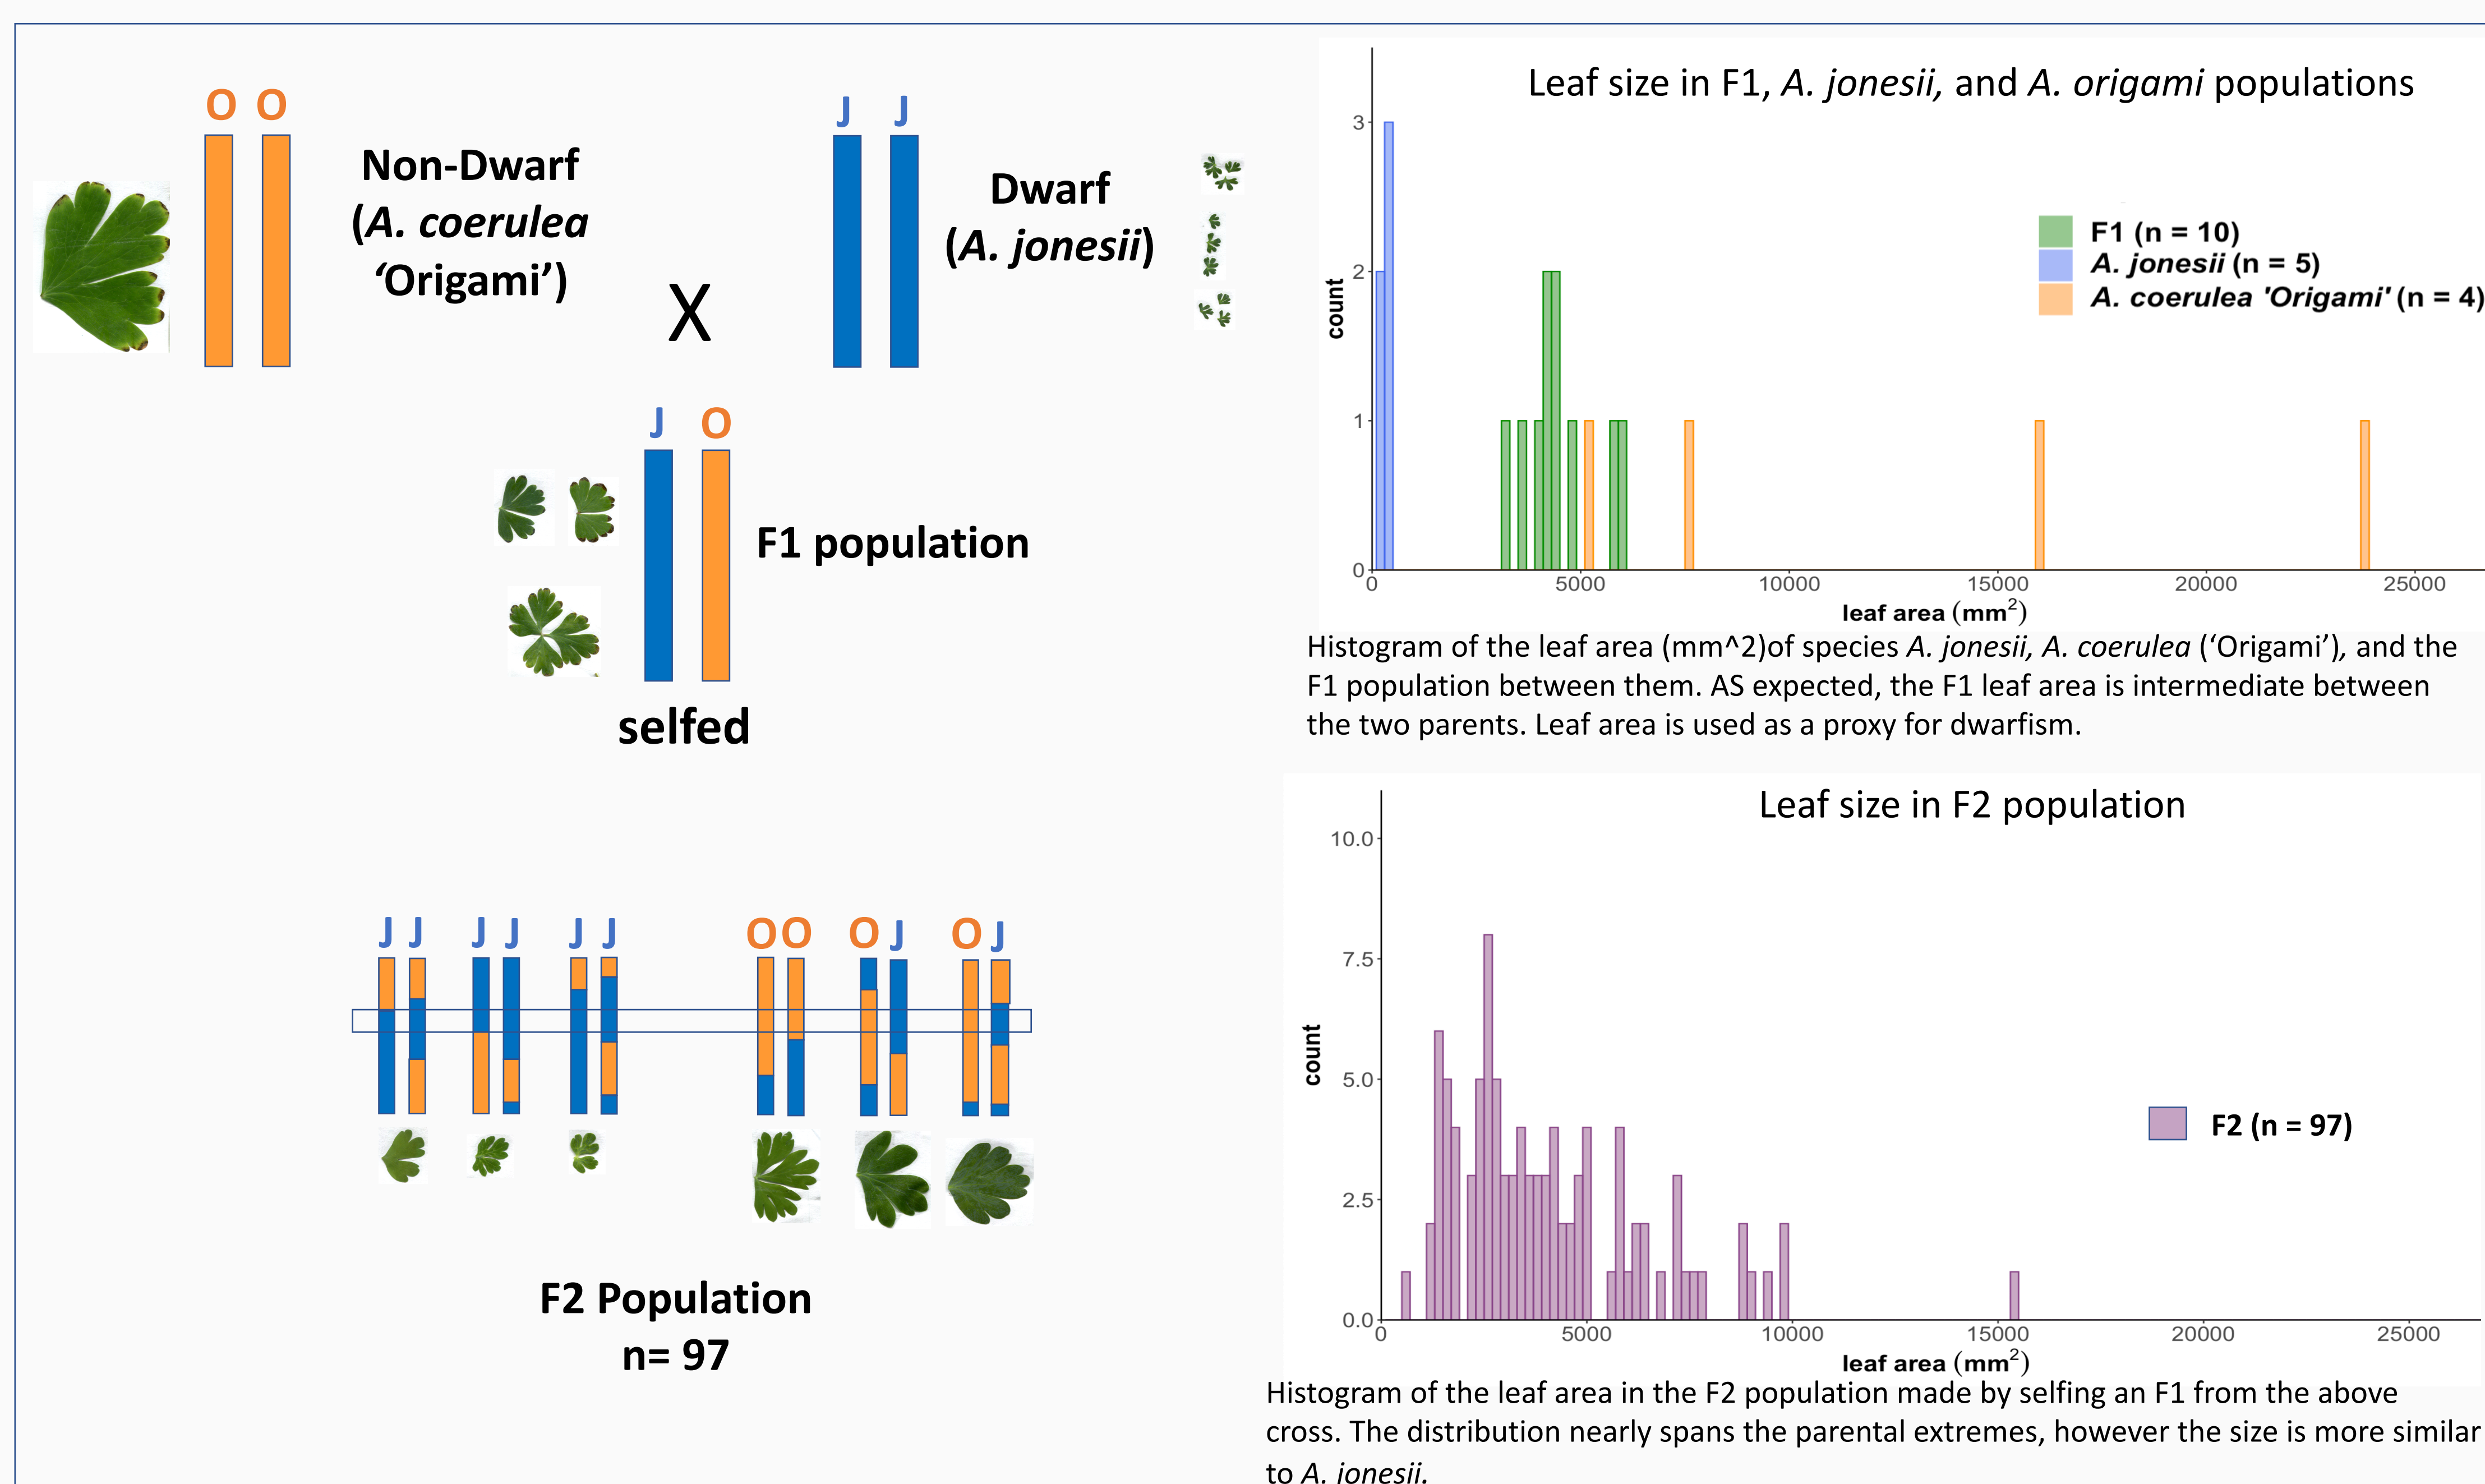 O O
Non-Dwarf
(A. coerulea
‘Origami’)
X
J J
Dwarf
(A. jonesii)
J O
F1 population
selfed
J J J J J J O O O J O J
F2 Population
n= 97
Leaf size in F1, A. jonesii, and A. origami populations
3
2
1
0
count
F1 (n = 10)
A. jonesii (n = 5)
A. coerulea 'Origami' (n = 4)
0 5000 10000 15000 20000 25000
leaf area (mm²)
Histogram of the leaf area (mm^2)of species A. jonesii, A. coerulea (‘Origami’), and the
F1 population between them. AS expected, the F1 leaf area is intermediate between
the two parents. Leaf area is used as a proxy for dwarfism.
Leaf size in F2 population
10.0
7.5
5.0
2.5
0.0
count
F2 (n = 97)
0 5000 10000 15000 20000 25000
leaf area (mm²)
Histogram of the leaf area in the F2 population made by selfing an F1 from the above
cross. The distribution nearly spans the parental extremes, however the size is more similar
to A. jonesii.